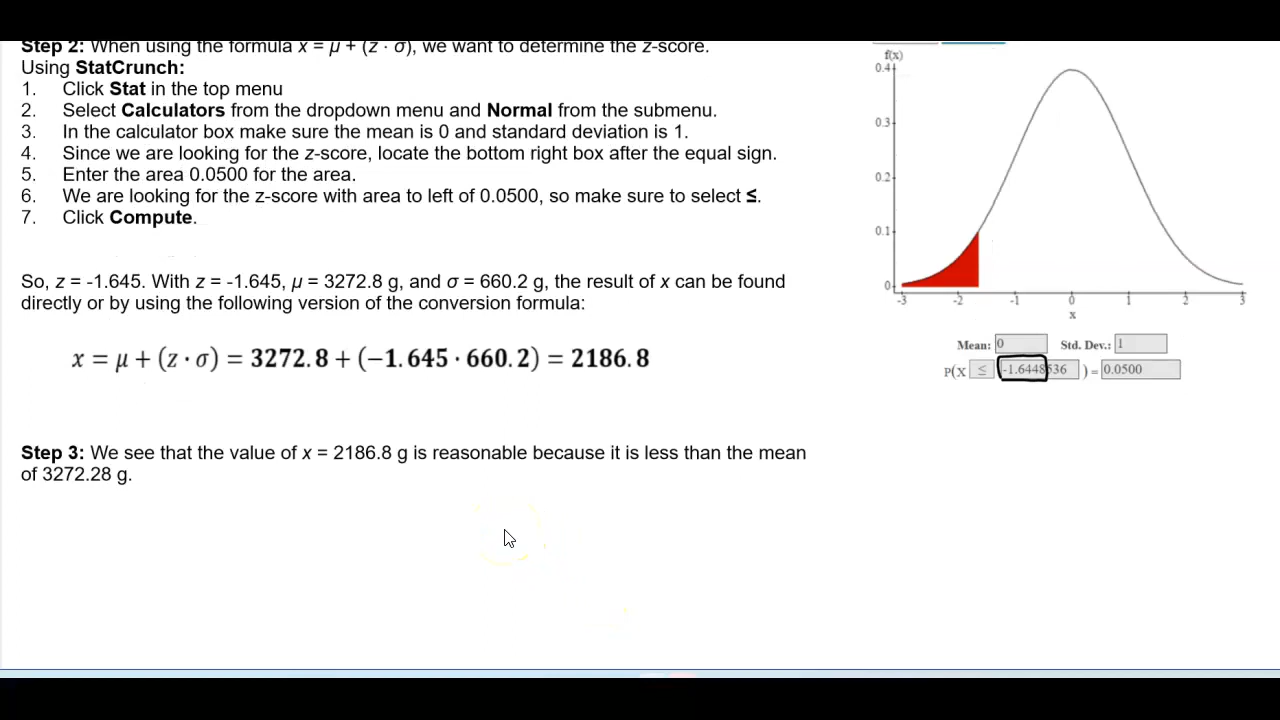 Step 2: When using the formula x = μ + (z · σ), we want to determine the z-score.
Using StatCrunch:
1. Click Stat in the top menu
2. Select Calculators from the dropdown menu and Normal from the submenu.
3. In the calculator box make sure the mean is 0 and standard deviation is 1.
4. Since we are looking for the z-score, locate the bottom right box after the equal sign.
5. Enter the area 0.0500 for the area.
6. We are looking for the z-score with area to left of 0.0500, so make sure to select ≤.
7. Click Compute.
So, z = -1.645. With z = -1.645, μ = 3272.8 g, and σ = 660.2 g, the result of x can be found
directly or by using the following version of the conversion formula:
x = μ + (z · σ) = 3272.8 + (−1.645 · 660.2) = 2186.8
Step 3: We see that the value of x = 2186.8 g is reasonable because it is less than the mean
of 3272.28 g.
f(x)
0.4
0.3
0.2
0.1
0
-3 -2 -1 0 1 2 3
x
Mean: 0 Std. Dev.: 1
P(X ≤ -1.6448536 ) = 0.0500